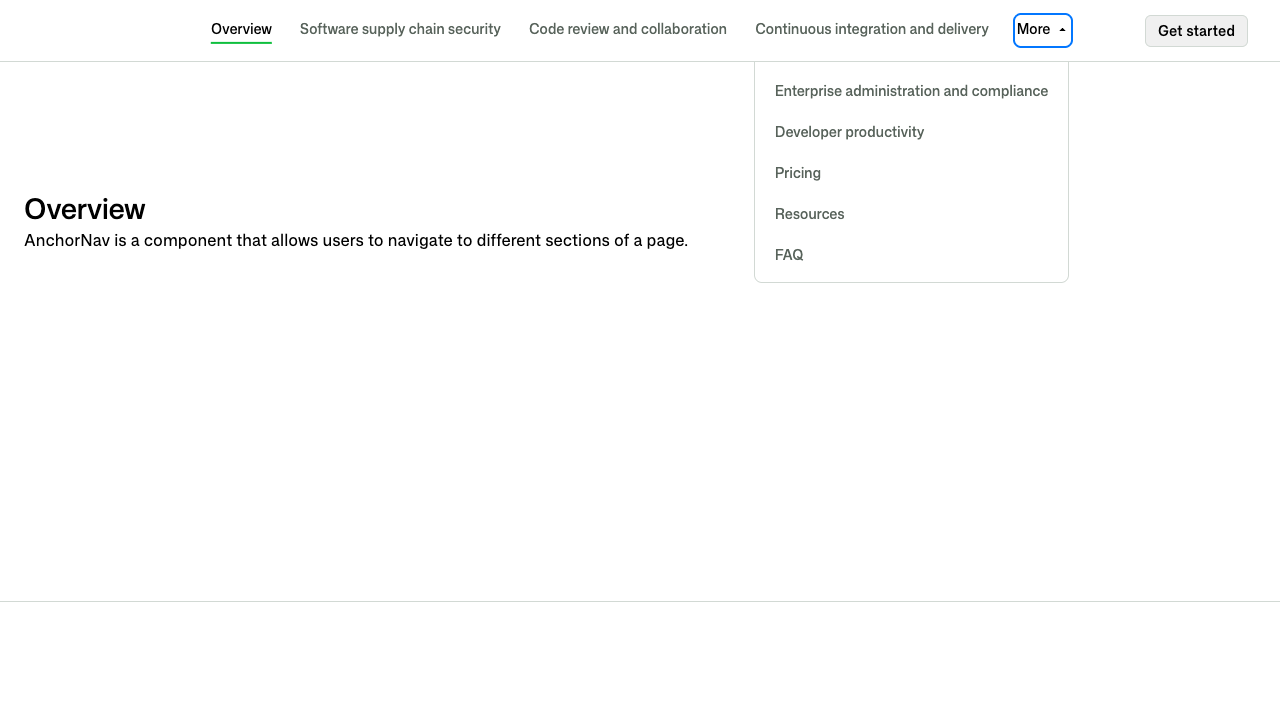 Overview
Software supply chain security
Code review and collaboration
Continuous integration and delivery
More
Get started
Enterprise administration and compliance
Developer productivity
Pricing
Resources
FAQ
Overview
AnchorNav is a component that allows users to navigate to different sections of a page.